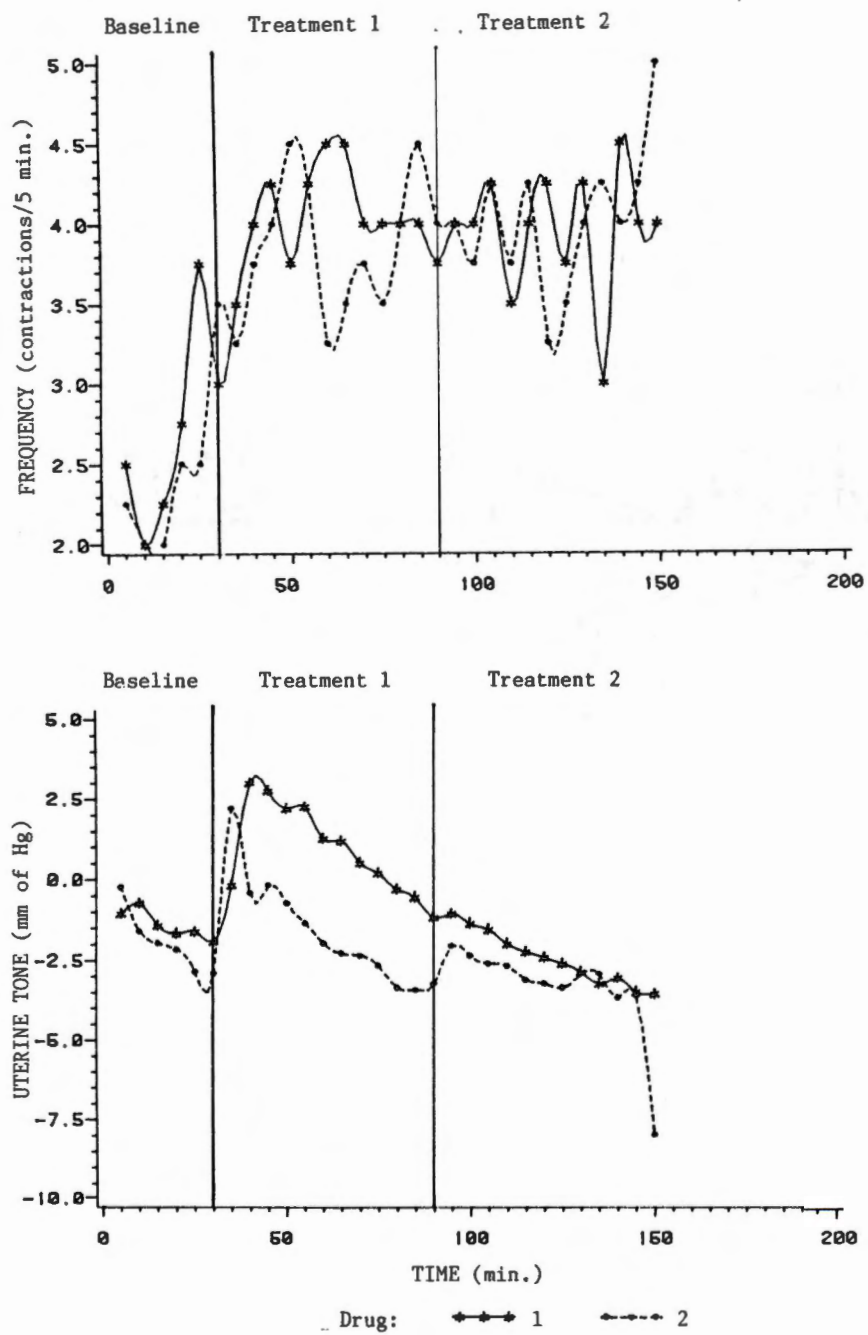 Baseline Treatment 1 Treatment 2
5.0
4.5
4.0
3.5
3.0
2.5
2.0
FREQUENCY (contractions/5 min.)
0 50 100 150 200
Baseline Treatment 1 Treatment 2
5.0
2.5
0.0
-2.5
-5.0
-7.5
-10.0
UTERINE TONE (mm of Hg)
0 50 100 150 200
TIME (min.)
Drug: 1 2